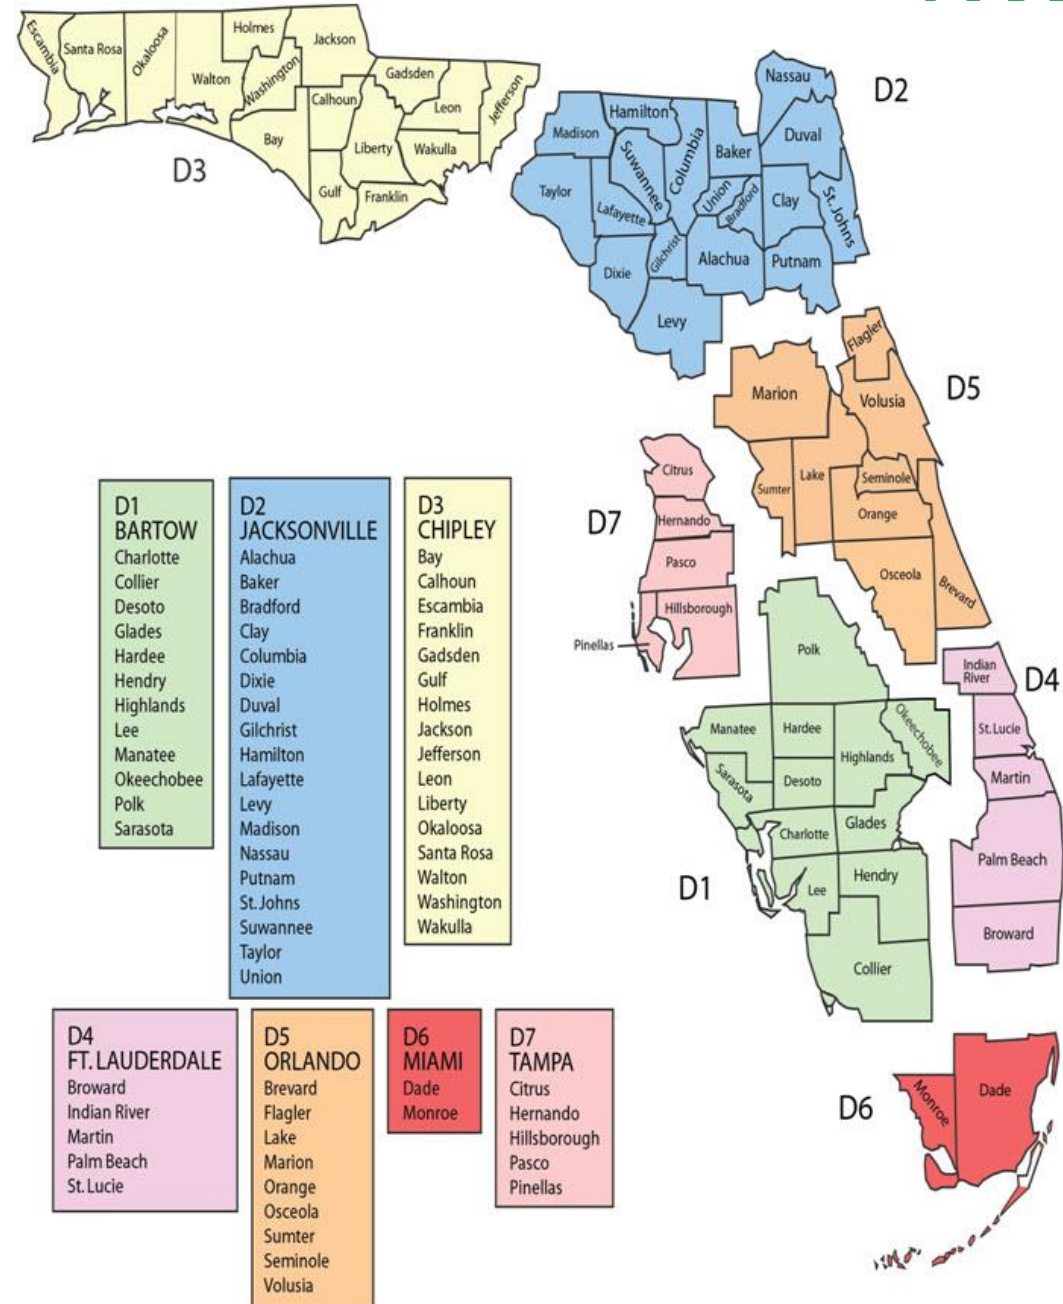 Escambia
Santa Rosa
Okaloosa
Holmes
Walton
Washington
Jackson
Bay
Calhoun
Gulf
Liberty
Franklin
Gadsden
Leon
Wakulla
Jefferson
D3
Nassau
D2
Madison
Hamilton
Suwannee
Columbia
Baker
Duval
Taylor
Lafayette
Union
Bradford
Clay
St. Johns
Dixie
Gilchrist
Alachua
Putnam
Levy
Flagler
Marion
Volusia
D5
Sumter
Lake
Seminole
Orange
Osceola
Brevard
Citrus
D7
Hernando
Pasco
Hillsborough
Pinellas
Polk
Manatee
Hardee
Highlands
Okeechobee
Sarasota
Desoto
Charlotte
Glades
D1
Lee
Hendry
Collier
Indian
River
D4
St. Lucie
Martin
Palm Beach
Broward
D6
Monroe
Dade
D1
BARTOW
Charlotte
Collier
Desoto
Glades
Hardee
Hendry
Highlands
Lee
Manatee
Okeechobee
Polk
Sarasota
D2
JACKSONVILLE
Alachua
Baker
Bradford
Clay
Columbia
Dixie
Duval
Gilchrist
Hamilton
Lafayette
Levy
Madison
Nassau
Putnam
St. Johns
Suwannee
Taylor
Union
D3
CHIPLEY
Bay
Calhoun
Escambia
Franklin
Gadsden
Gulf
Holmes
Jackson
Jefferson
Leon
Liberty
Okaloosa
Santa Rosa
Walton
Washington
Wakulla
D4
FT. LAUDERDALE
Broward
Indian River
Martin
Palm Beach
St. Lucie
D5
ORLANDO
Brevard
Flagler
Lake
Marion
Orange
Osceola
Sumter
Seminole
Volusia
D6
MIAMI
Dade
Monroe
D7
TAMPA
Citrus
Hernando
Hillsborough
Pasco
Pinellas